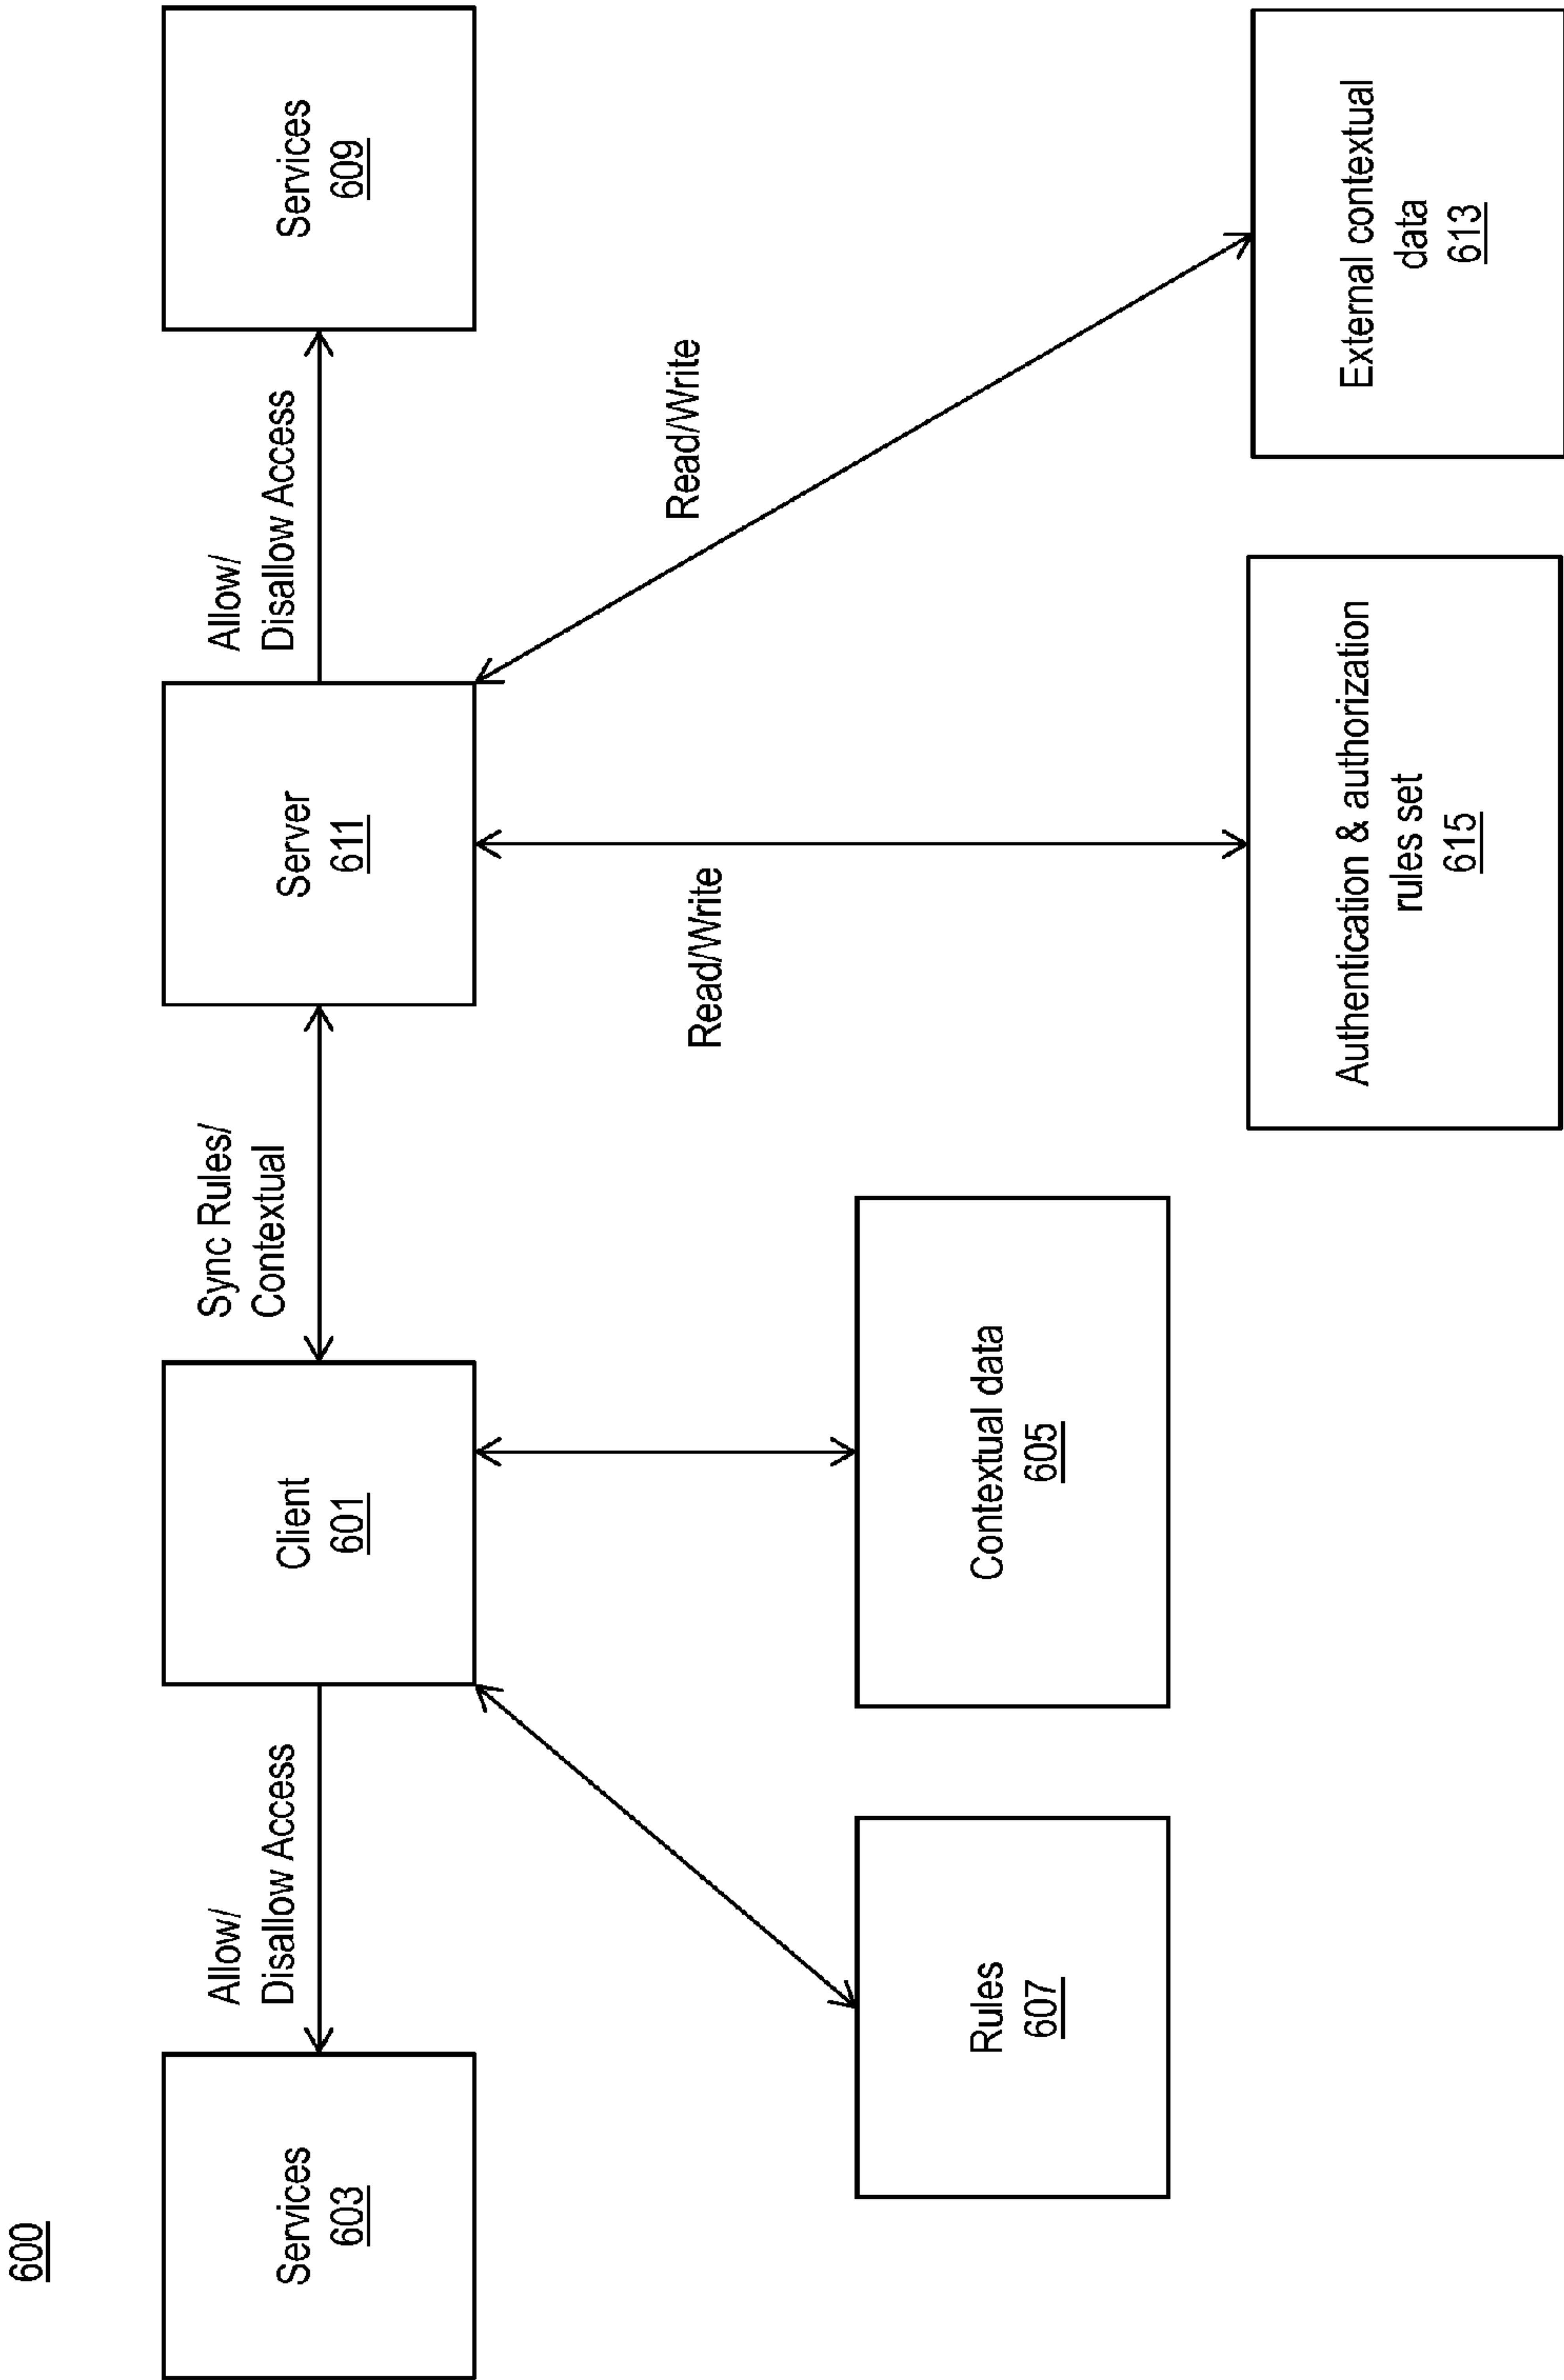 600
Services
603
Allow/
Disallow Access
Client
601
Sync Rules/
Contextual
Server
611
Allow/
Disallow Access
Services
609
Rules
607
Contextual data
605
Read/Write
Read/Write
Authentication & authorization
rules set
615
External contextual
data
613